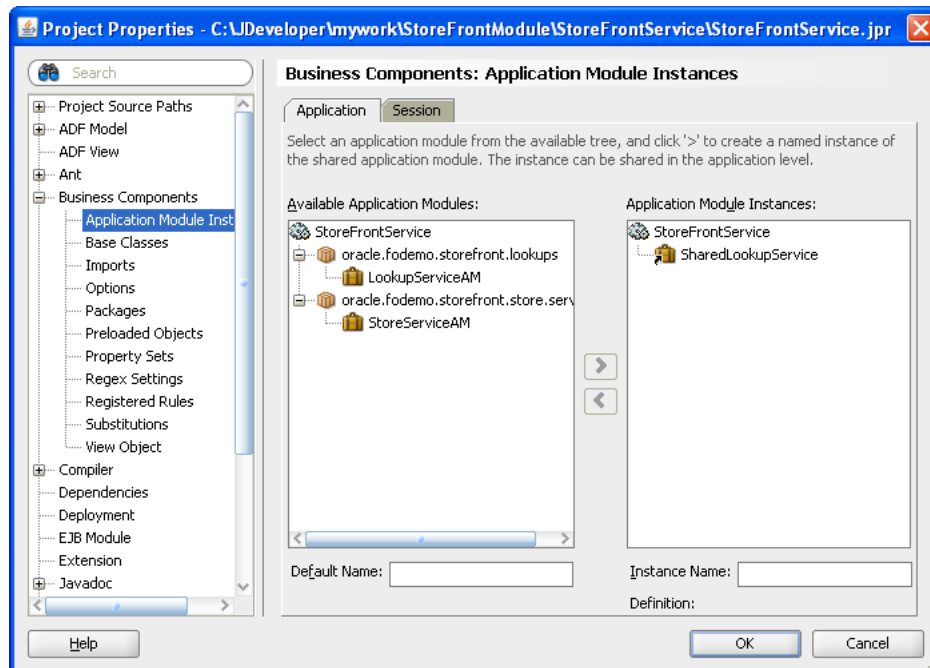 Project Properties - C:\JDeveloper\mywork\StoreFrontModule\StoreFrontService\StoreFrontService.jpr
Search
Project Source Paths
ADF Model
ADF View
Ant
Business Components
Application Module Inst
Base Classes
Imports
Options
Packages
Preloaded Objects
Property Sets
Regex Settings
Registered Rules
Substitutions
View Object
Compiler
Dependencies
Deployment
EJB Module
Extension
Javadoc
Business Components: Application Module Instances
Application
Session
Select an application module from the available tree, and click '>' to create a named instance of
the shared application module. The instance can be shared in the application level.
Available Application Modules:
StoreFrontService
oracle.fodemo.storefront.lookups
LookupServiceAM
oracle.fodemo.storefront.store.serv
StoreServiceAM
Default Name:
Application Module Instances:
StoreFrontService
SharedLookupService
Instance Name:
Definition:
Help
OK
Cancel